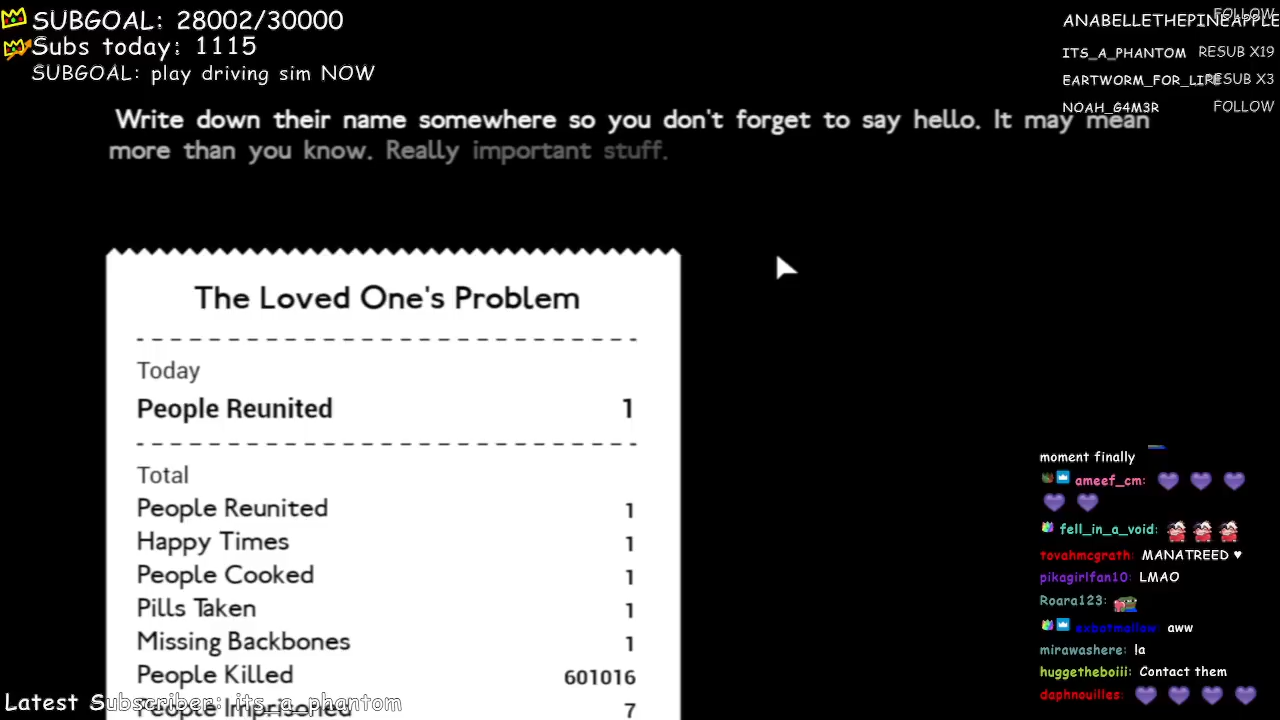 SUBGOAL: 28002/30000
Subs today: 1115
SUBGOAL: play driving sim NOW
FOLLOW
ANABELLETHEPINEAPPLE
ITS_A_PHANTOM RESUB X19
EARTWORM_FOR_LIFE RESUB X3
NOAH_G4M3R FOLLOW
Write down their name somewhere so you don't forget to say hello. It may mean
more than you know. Really important stuff.
The Loved One's Problem
Today
People Reunited 1
Total
People Reunited 1
Happy Times 1
People Cooked 1
Pills Taken 1
Missing Backbones 1
People Killed 601016
People Imprisoned 7
Latest Subscriber: its_a_phantom
moment finally
ameef_cm:
fell_in_a_void:
tovahmcgrath: MANATREED ♥
pikagirlfan10: LMAO
Roara123:
exbatmallow aww
mirawashere: la
huggetheboiii: Contact them
daphnouilles: